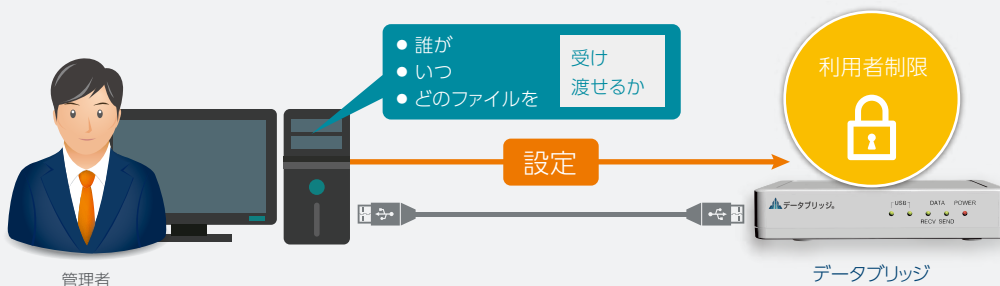 ● 誰が
● いつ
● どのファイルを
受け
渡せるか
利用者制限
設定
データブリッジ®
USB DATA POWER
RECV SEND
管理者
データブリッジ